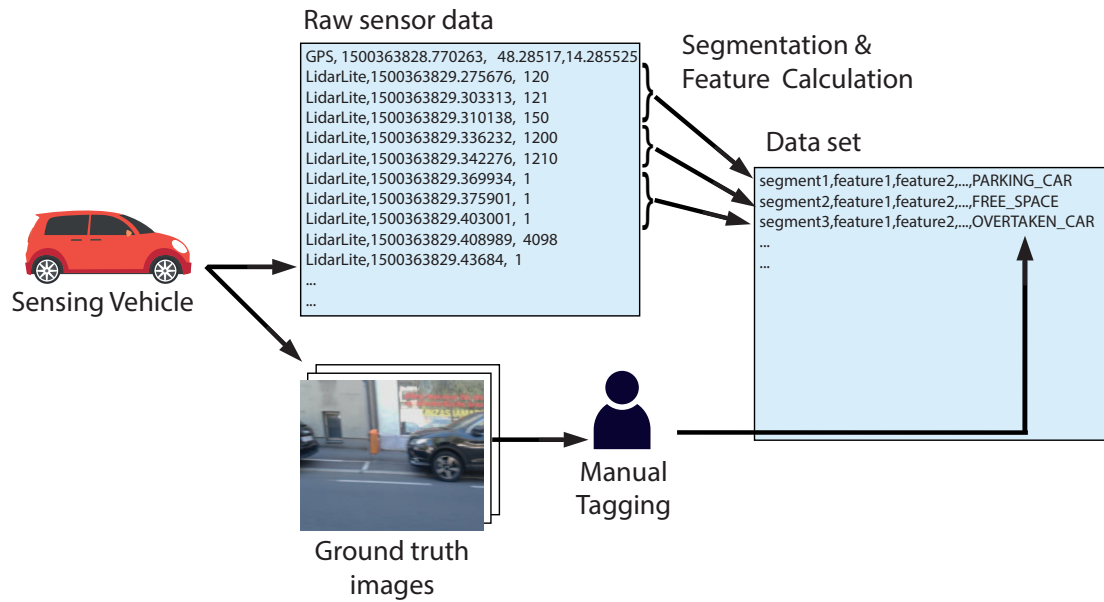 Raw sensor data
GPS, 1500363828.770263, 48.28517,14.285525
LidarLite,1500363829.275676, 120
LidarLite,1500363829.303313, 121
LidarLite,1500363829.310138, 150
LidarLite,1500363829.336232, 1200
LidarLite,1500363829.342276, 1210
LidarLite,1500363829.369934, 1
LidarLite,1500363829.375901, 1
LidarLite,1500363829.403001, 1
LidarLite,1500363829.408989, 4098
LidarLite,1500363829.43684, 1
...
...
Segmentation &
Feature Calculation
Data set
segment1,feature1,feature2,...,PARKING_CAR
segment2,feature1,feature2,...,FREE_SPACE
segment3,feature1,feature2,...,OVERTAKEN_CAR
...
...
Sensing Vehicle
Manual
Tagging
Ground truth
images